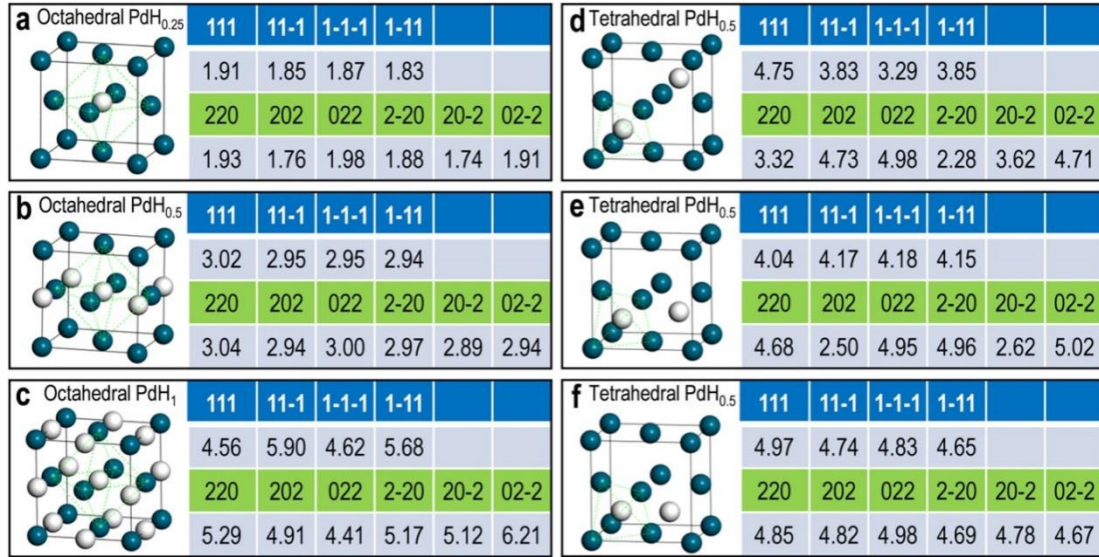 a Octahedral PdH0.25
111 11-1 1-1-1 1-11
1.91 1.85 1.87 1.83
220 202 022 2-20 20-2 02-2
1.93 1.76 1.98 1.88 1.74 1.91
b Octahedral PdH0.5
111 11-1 1-1-1 1-11
3.02 2.95 2.95 2.94
220 202 022 2-20 20-2 02-2
3.04 2.94 3.00 2.97 2.89 2.94
c Octahedral PdH1
111 11-1 1-1-1 1-11
4.56 5.90 4.62 5.68
220 202 022 2-20 20-2 02-2
5.29 4.91 4.41 5.17 5.12 6.21
d Tetrahedral PdH0.5
111 11-1 1-1-1 1-11
4.75 3.83 3.29 3.85
220 202 022 2-20 20-2 02-2
3.32 4.73 4.98 2.28 3.62 4.71
e Tetrahedral PdH0.5
111 11-1 1-1-1 1-11
4.04 4.17 4.18 4.15
220 202 022 2-20 20-2 02-2
4.68 2.50 4.95 4.96 2.62 5.02
f Tetrahedral PdH0.5
111 11-1 1-1-1 1-11
4.97 4.74 4.83 4.65
220 202 022 2-20 20-2 02-2
4.85 4.82 4.98 4.69 4.78 4.67